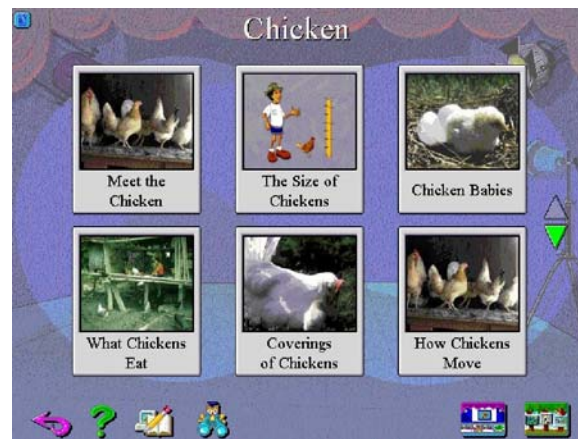 Chicken
Meet the
Chicken
The Size of
Chickens
Chicken Babies
What Chickens
Eat
Coverings
of Chickens
How Chickens
Move
?